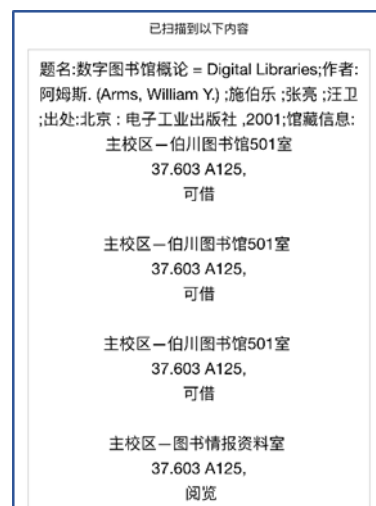 已扫描到以下内容
题名:数字图书馆概论 = Digital Libraries;作者:
阿姆斯. (Arms, William Y.) ;施伯乐 ;张亮 ;汪卫
;出处:北京 : 电子工业出版社 ,2001;馆藏信息:
主校区—伯川图书馆501室
37.603 A125,
可借
主校区—伯川图书馆501室
37.603 A125,
可借
主校区—伯川图书馆501室
37.603 A125,
可借
主校区—图书情报资料室
37.603 A125,
阅览